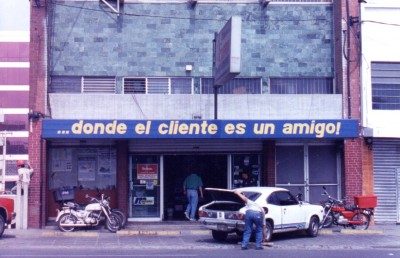 ...donde el cliente es un amigo!